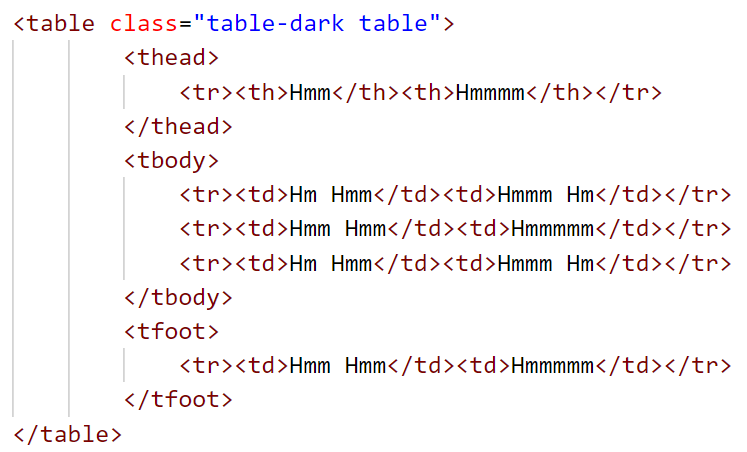 <table class="table-dark table">
<thead>
<tr><th>Hmm</th><th>Hmmmm</th></tr>
</thead>
<tbody>
<tr><td>Hm Hmm</td><td>Hmmm Hm</td></tr>
<tr><td>Hmm Hmm</td><td>Hmmmmm</td></tr>
<tr><td>Hm Hmm</td><td>Hmmm Hm</td></tr>
</tbody>
<tfoot>
<tr><td>Hmm Hmm</td><td>Hmmmmm</td></tr>
</tfoot>
</table>